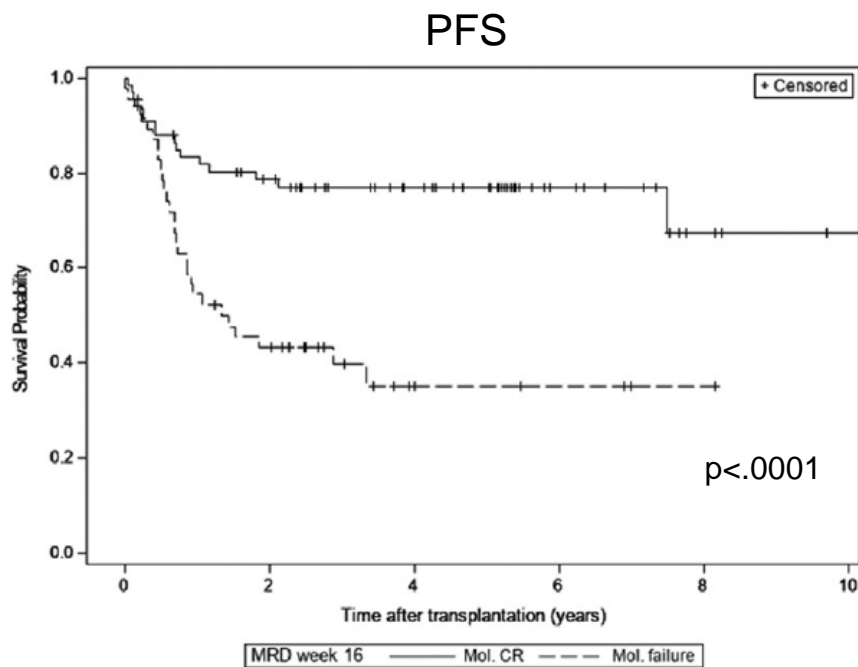 PFS
+ Censored
1.0
0.8
0.6
0.4
0.2
0.0
Survival Probability
p<.0001
0 2 4 6 8 10
Time after transplantation (years)
MRD week 16 Mol. CR Mol. failure